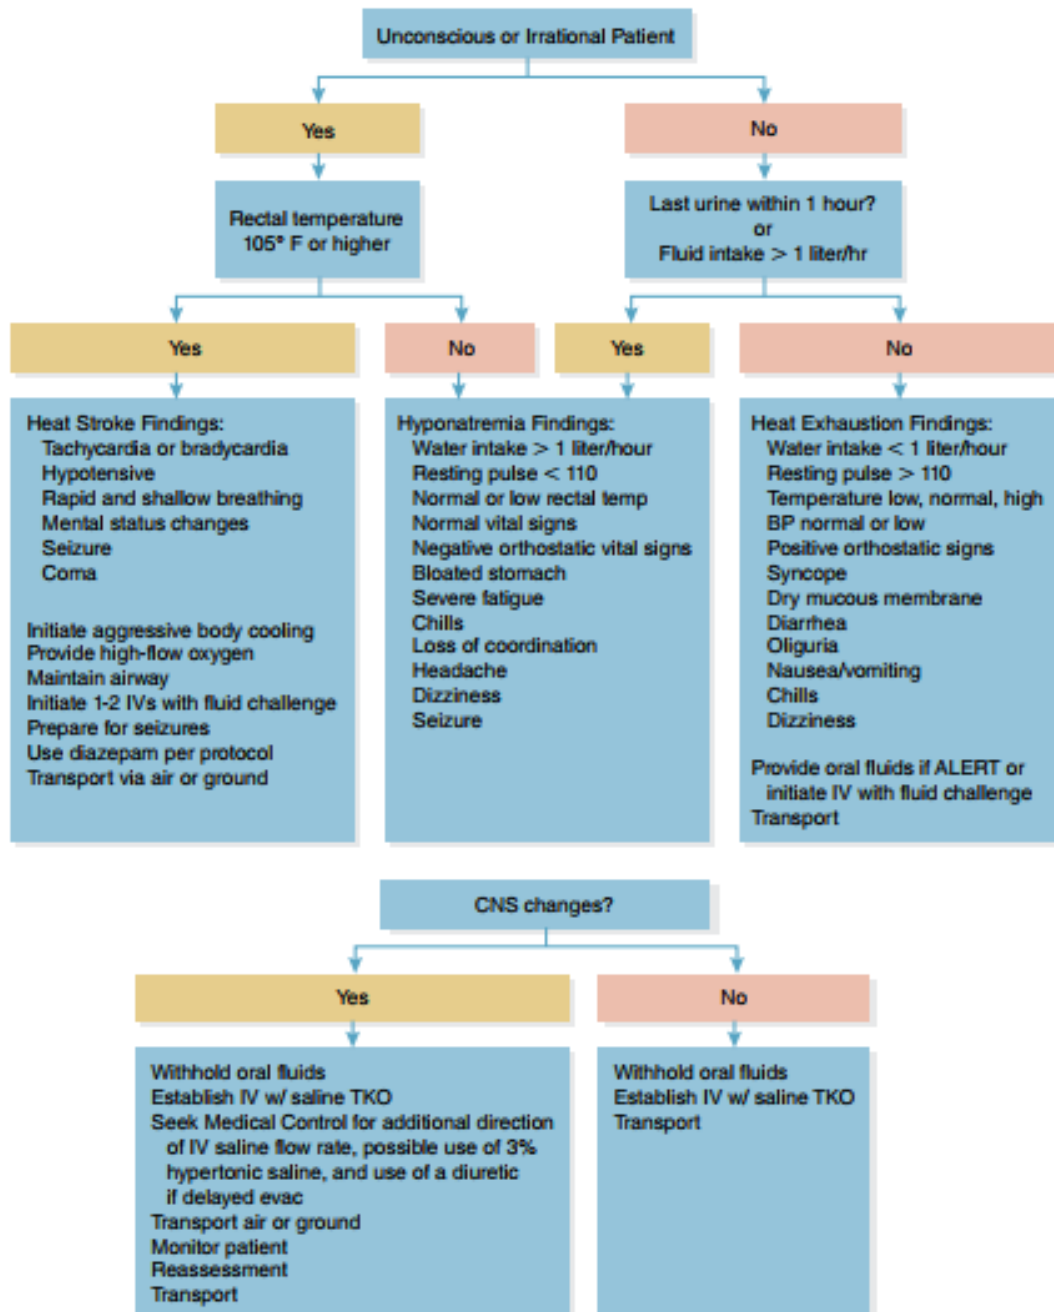 Unconscious or Irrational Patient
Yes
No
Rectal temperature
105° F or higher
Last urine within 1 hour?
or
Fluid intake > 1 liter/hr
Yes
No
Yes
No
Heat Stroke Findings:
Tachycardia or bradycardia
Hypotensive
Rapid and shallow breathing
Mental status changes
Seizure
Coma
Initiate aggressive body cooling
Provide high-flow oxygen
Maintain airway
Initiate 1-2 IVs with fluid challenge
Prepare for seizures
Use diazepam per protocol
Transport via air or ground
Hyponatremia Findings:
Water intake > 1 liter/hour
Resting pulse < 110
Normal or low rectal temp
Normal vital signs
Negative orthostatic vital signs
Bloated stomach
Severe fatigue
Chills
Loss of coordination
Headache
Dizziness
Seizure
Heat Exhaustion Findings:
Water intake < 1 liter/hour
Resting pulse > 110
Temperature low, normal, high
BP normal or low
Positive orthostatic signs
Syncope
Dry mucous membrane
Diarrhea
Oliguria
Nausea/vomiting
Chills
Dizziness
Provide oral fluids if ALERT or
initiate IV with fluid challenge
Transport
CNS changes?
Yes
No
Withhold oral fluids
Establish IV w/ saline TKO
Seek Medical Control for additional direction
of IV saline flow rate, possible use of 3%
hypertonic saline, and use of a diuretic
if delayed evac
Transport air or ground
Monitor patient
Reassessment
Transport
Withhold oral fluids
Establish IV w/ saline TKO
Transport